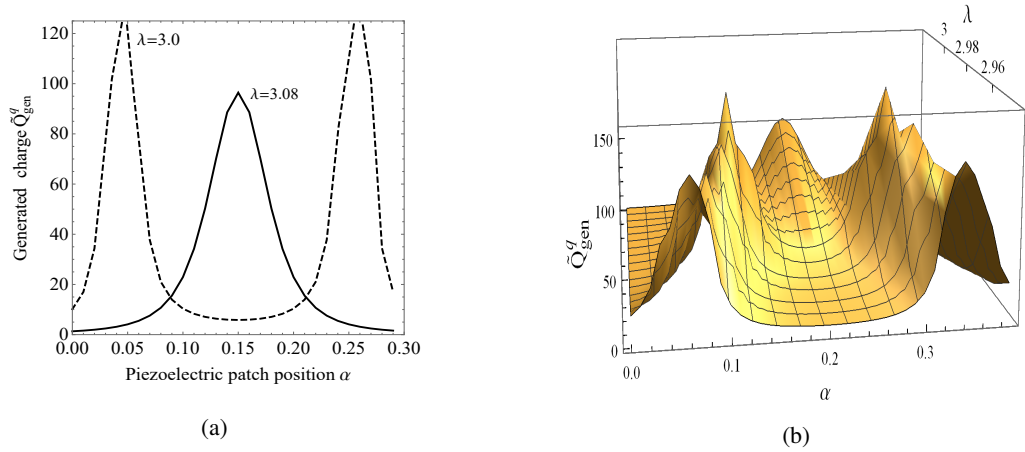 120
100
80
60
40
20
0
Generated charge Q̃^q_gen
λ=3.0
λ=3.08
0.00 0.05 0.10 0.15 0.20 0.25 0.30
Piezoelectric patch position α
(a)
λ
3
2.98
2.96
150
100
50
0
Q̃^q_gen
0.0 0.1 0.2 0.3
α
(b)